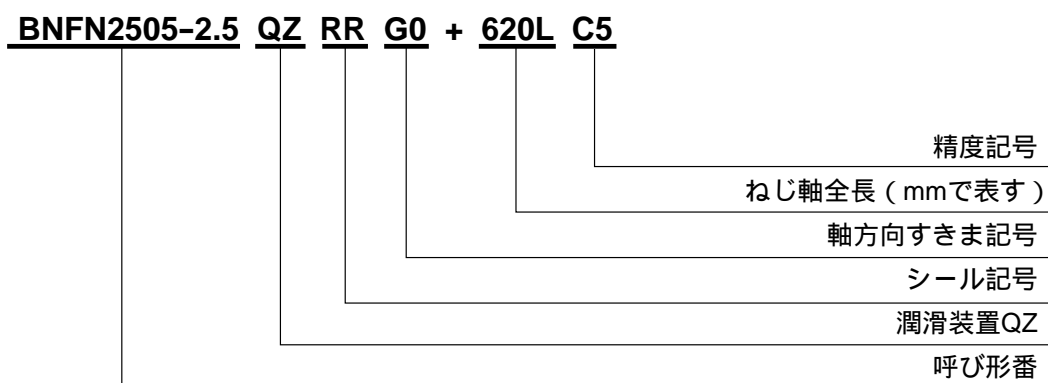 BNFN2505-2.5 QZ RR G0 + 620L C5
精度記号
ねじ軸全長（mmで表す）
軸方向すきま記号
シール記号
潤滑装置QZ
呼び形番